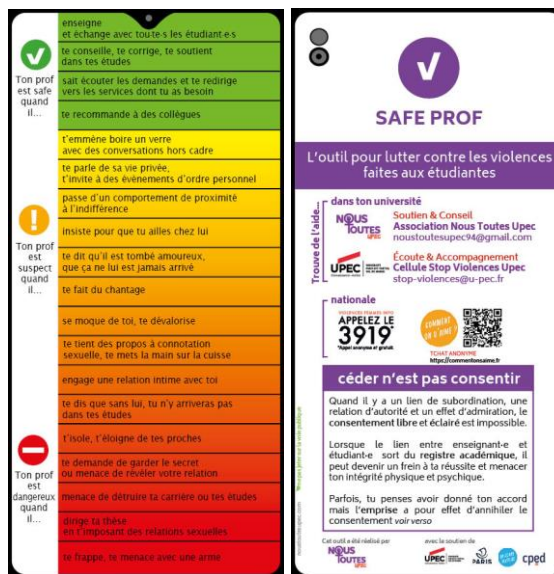 enseigne
et échange avec tou·te·s les étudiant·e·s
te conseille, te corrige, te soutient
dans tes études
Ton prof
est safe
quand
il...
sait écouter les demandes et te redirige
vers les services dont tu as besoin
te recommande à des collègues
t'emmène boire un verre
avec des conversations hors cadre
te parle de sa vie privée,
t'invite à des évènements d'ordre personnel
passe d'un comportement de proximité
à l'indifférence
!
Ton prof
est
suspect
quand
il...
insiste pour que tu ailles chez lui
te dit qu'il est tombé amoureux,
que ça ne lui est jamais arrivé
te fait du chantage
se moque de toi, te dévalorise
te tient des propos à connotation
sexuelle, te mets la main sur la cuisse
engage une relation intime avec toi
te dis que sans lui, tu n'y arriveras pas
dans tes études
t'isole, t'éloigne de tes proches
Ton prof
est
dangereux
quand
il...
te demande de garder le secret
ou menace de révéler votre relation
menace de détruire ta carrière ou tes études
dirige ta thèse
en t'imposant des relations sexuelles
te frappe, te menace avec une arme
SAFE PROF
L'outil pour lutter contre les violences
faites aux étudiantes
Trouve de l'aide...
dans ton université
NOUS
TOUTES
UPEC
Soutien & Conseil
Association Nous Toutes Upec
noustoutesupec94@gmail.com
UPEC
Écoute & Accompagnement
Cellule Stop Violences Upec
stop-violences@u-pec.fr
nationale
VIOLENCES FEMMES INFO
APPELEZ LE
3919*
*Appel anonyme et gratuit
COMMENT
ON S'AIME ?
TCHAT ANONYME
https://commentonsaime.fr
céder n'est pas consentir
Quand il y a un lien de subordination, une
relation d'autorité et un effet d'admiration, le
consentement libre et éclairé est impossible.
Lorsque le lien entre enseignant·e et
étudiant·e sort du registre académique, il
peut devenir un frein à la réussite et menacer
ton intégrité physique et psychique.
Parfois, tu penses avoir donné ton accord
mais l'emprise a pour effet d'annihiler le
consentement voir verso
Cet outil a été réalisé par
NOUS
TOUTES
UPEC
avec le soutien de
UPEC
PARIS
cped